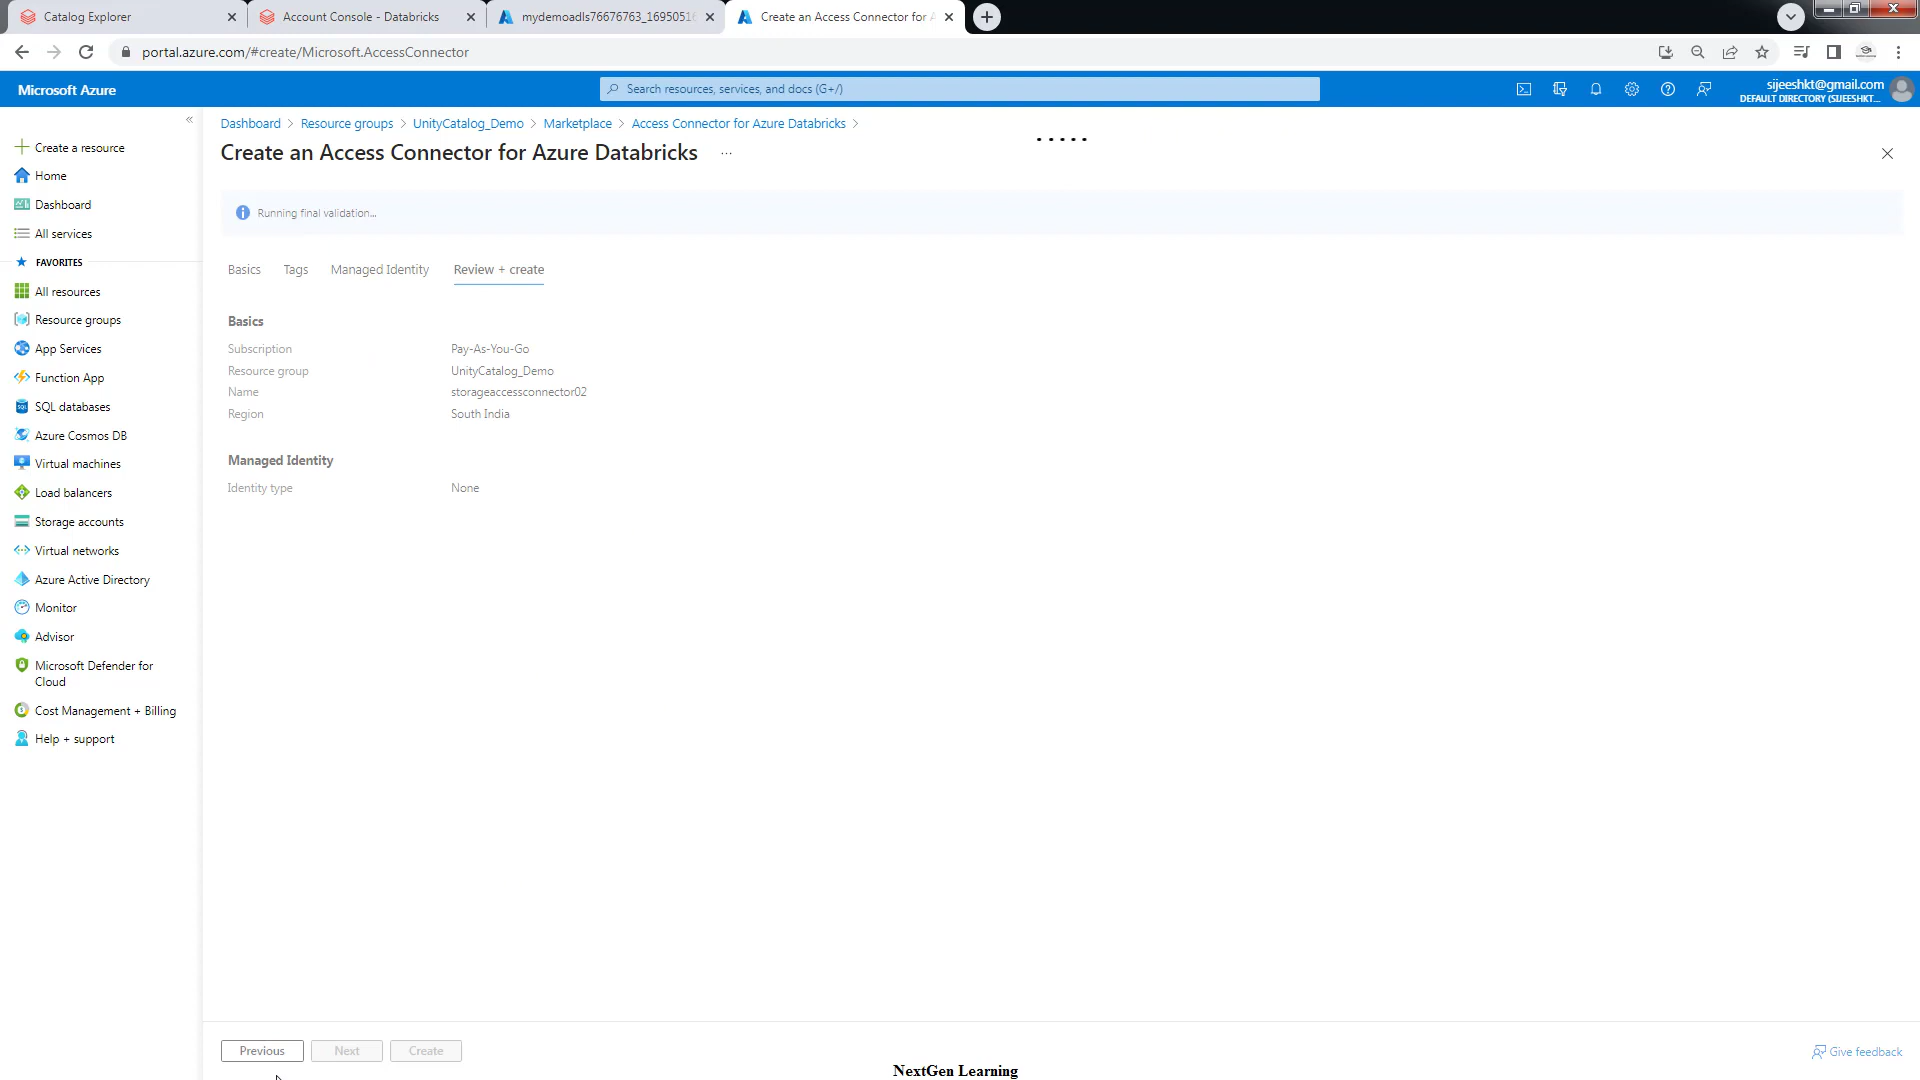 Catalog Explorer
Account Console - Databricks
mydemoadls76676763_1695051
Create an Access Connector for A
portal.azure.com/#create/Microsoft.AccessConnector
Microsoft Azure
Search resources, services, and docs (G+/)
sijeeshkt@gmail.com
DEFAULT DIRECTORY (SIJEESHKT...
Dashboard > Resource groups > UnityCatalog_Demo > Marketplace > Access Connector for Azure Databricks >
Create an Access Connector for Azure Databricks ...
Create a resource
Home
Dashboard
All services
FAVORITES
All resources
Resource groups
App Services
Function App
SQL databases
Azure Cosmos DB
Virtual machines
Load balancers
Storage accounts
Virtual networks
Azure Active Directory
Monitor
Advisor
Microsoft Defender for
Cloud
Cost Management + Billing
Help + support
Running final validation...
Basics Tags Managed Identity Review + create
Basics
Subscription Pay-As-You-Go
Resource group UnityCatalog_Demo
Name storageaccessconnector02
Region South India
Managed Identity
Identity type None
Previous Next Create
Give feedback
NextGen Learning